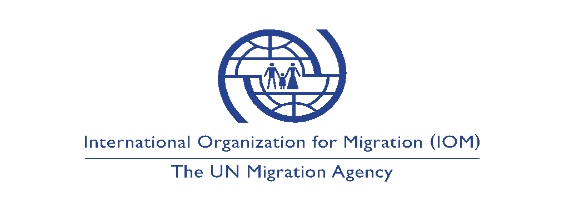 International Organization for Migration (IOM)
The UN Migration Agency